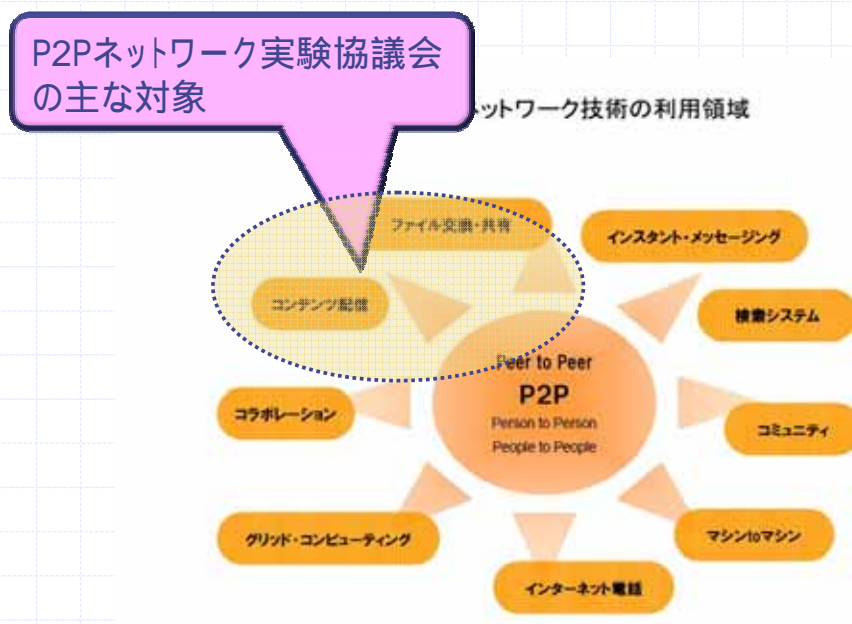 P2Pネットワーク実験協議会
の主な対象
ットワーク技術の利用領域
ファイル交換・共有
インスタント・メッセージング
コンテンツ配信
検索システム
Peer to Peer
P2P
Person to Person
People to People
コラボレーション
コミュニティ
グリッド・コンピューティング
マシンtoマシン
インターネット電話